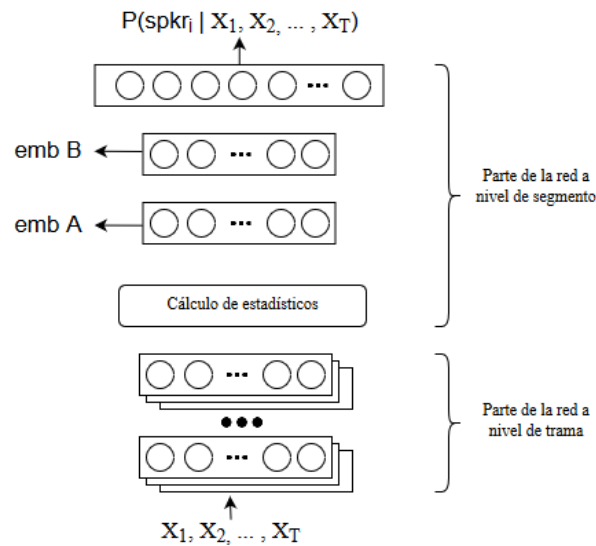 P(spkrᵢ | X₁, X₂, ... , X_T)
emb B
emb A
Parte de la red a
nivel de segmento
Cálculo de estadísticos
Parte de la red a
nivel de trama
X₁, X₂, ... , X_T